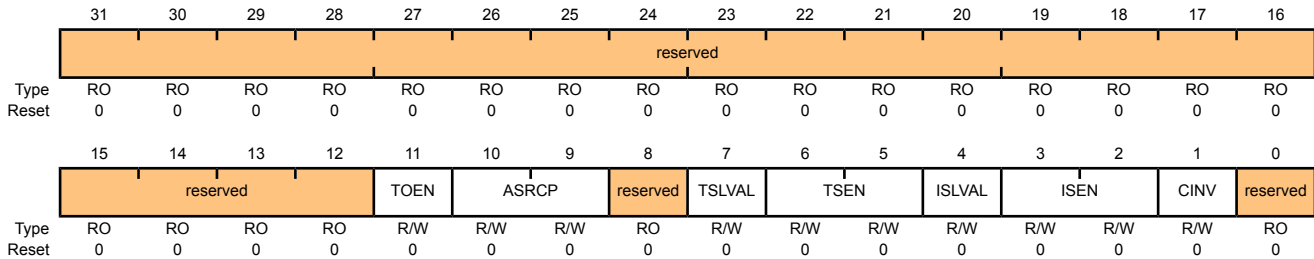 31 30 29 28 27 26 25 24 23 22 21 20 19 18 17 16
reserved
Type RO RO RO RO RO RO RO RO RO RO RO RO RO RO RO RO
Reset 0 0 0 0 0 0 0 0 0 0 0 0 0 0 0 0
15 14 13 12 11 10 9 8 7 6 5 4 3 2 1 0
reserved TOEN ASRCP reserved TSLVAL TSEN ISLVAL ISEN CINV reserved
Type RO RO RO RO R/W R/W R/W RO R/W R/W R/W R/W R/W R/W R/W RO
Reset 0 0 0 0 0 0 0 0 0 0 0 0 0 0 0 0